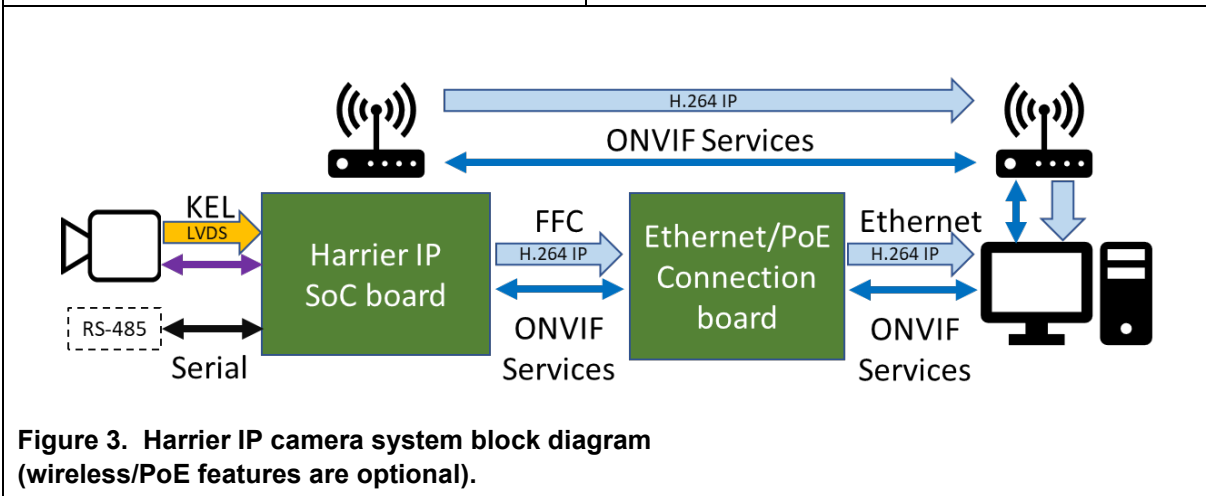 H.264 IP
ONVIF Services
KEL
LVDS
Harrier IP
SoC board
RS-485
Serial
FFC
H.264 IP
ONVIF
Services
Ethernet/PoE
Connection
board
Ethernet
H.264 IP
ONVIF
Services
Figure 3.  Harrier IP camera system block diagram
(wireless/PoE features are optional).